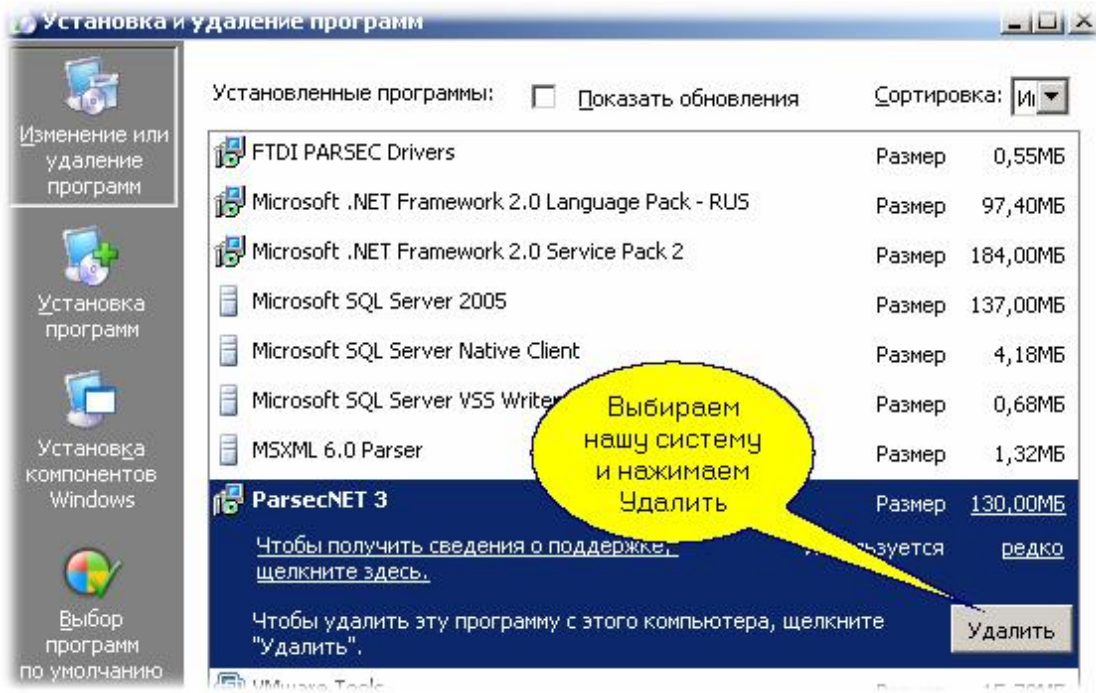 Установка и удаление программ
Изменение или
удаление
программ
Установка
программ
Установка
компонентов
Windows
Выбор
программ
по умолчанию
Установленные программы: Показать обновления Сортировка:
FTDI PARSEC Drivers Размер 0,55МБ
Microsoft .NET Framework 2.0 Language Pack - RUS Размер 97,40МБ
Microsoft .NET Framework 2.0 Service Pack 2 Размер 184,00МБ
Microsoft SQL Server 2005 Размер 137,00МБ
Microsoft SQL Server Native Client Размер 4,18МБ
Microsoft SQL Server VSS Writer Размер 0,68МБ
MSXML 6.0 Parser Размер 1,32МБ
ParsecNET 3 Размер 130,00МБ
Чтобы получить сведения о поддержке, редко
щелкните здесь.
Чтобы удалить эту программу с этого компьютера, щелкните
"Удалить".
Удалить
VMware Tools
Выбираем
нашу систему
и нажимаем
Удалить